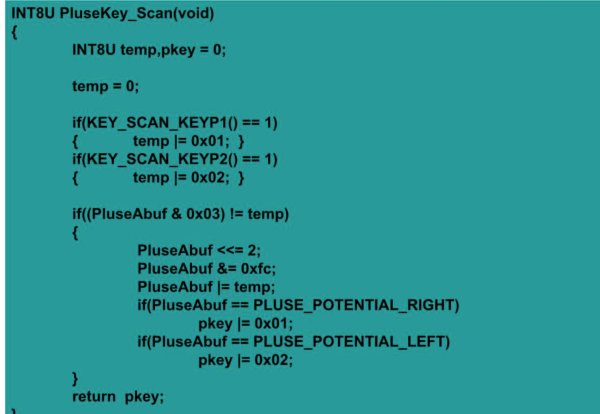 INT8U PluseKey_Scan(void)
{
INT8U temp,pkey = 0;
temp = 0;
if(KEY_SCAN_KEYP1() == 1)
{ temp |= 0x01; }
if(KEY_SCAN_KEYP2() == 1)
{ temp |= 0x02; }
if((PluseAbuf & 0x03) != temp)
{
PluseAbuf <<= 2;
PluseAbuf &= 0xfc;
PluseAbuf |= temp;
if(PluseAbuf == PLUSE_POTENTIAL_RIGHT)
pkey |= 0x01;
if(PluseAbuf == PLUSE_POTENTIAL_LEFT)
pkey |= 0x02;
}
return pkey;
}